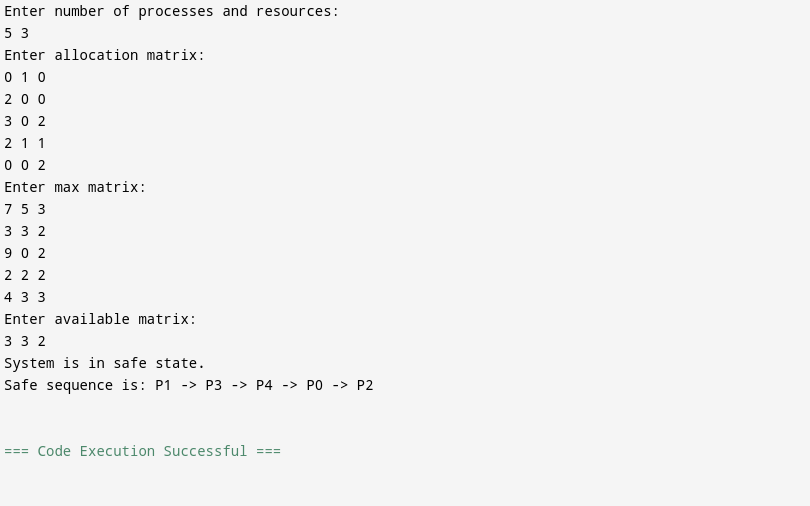 Enter number of processes and resources:
5 3
Enter allocation matrix:
0 1 0
2 0 0
3 0 2
2 1 1
0 0 2
Enter max matrix:
7 5 3
3 3 2
9 0 2
2 2 2
4 3 3
Enter available matrix:
3 3 2
System is in safe state.
Safe sequence is: P1 -> P3 -> P4 -> P0 -> P2
=== Code Execution Successful ===